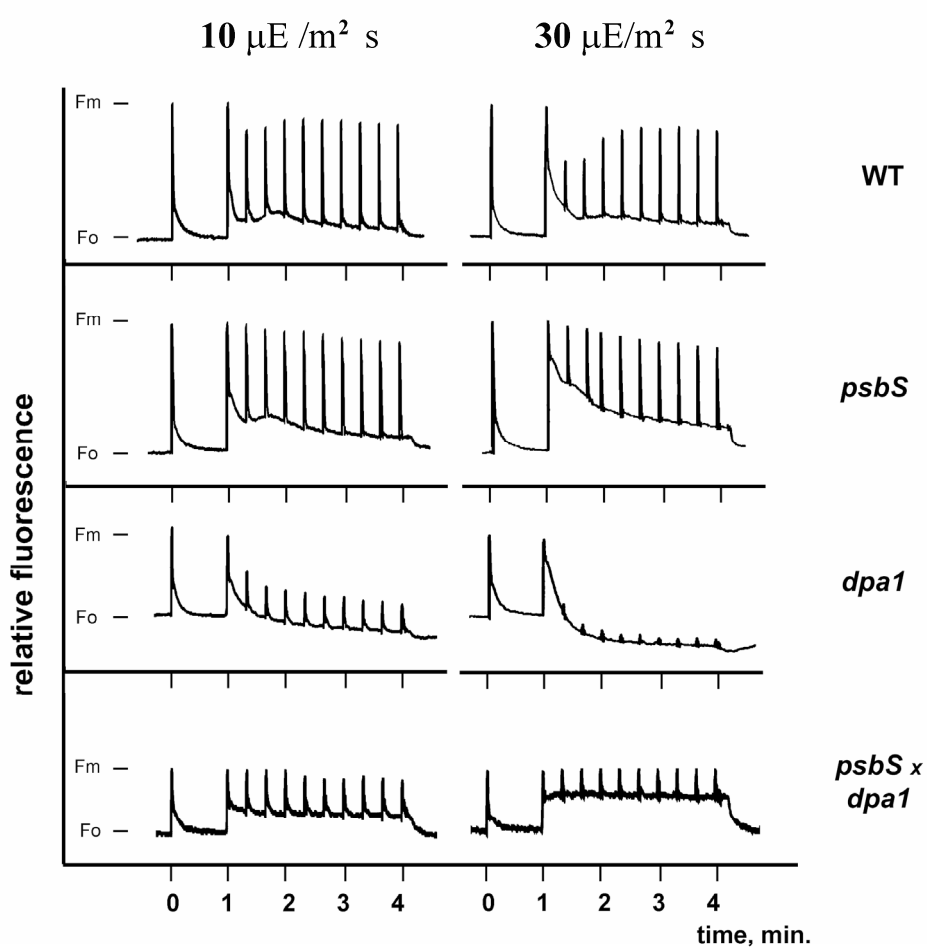 10 μE /m² s
30 μE/m² s
Fm
Fo
WT
Fm
Fo
psbS
Fm
Fo
dpa1
Fm
Fo
psbS x
dpa1
relative fluorescence
0 1 2 3 4
0 1 2 3 4
time, min.